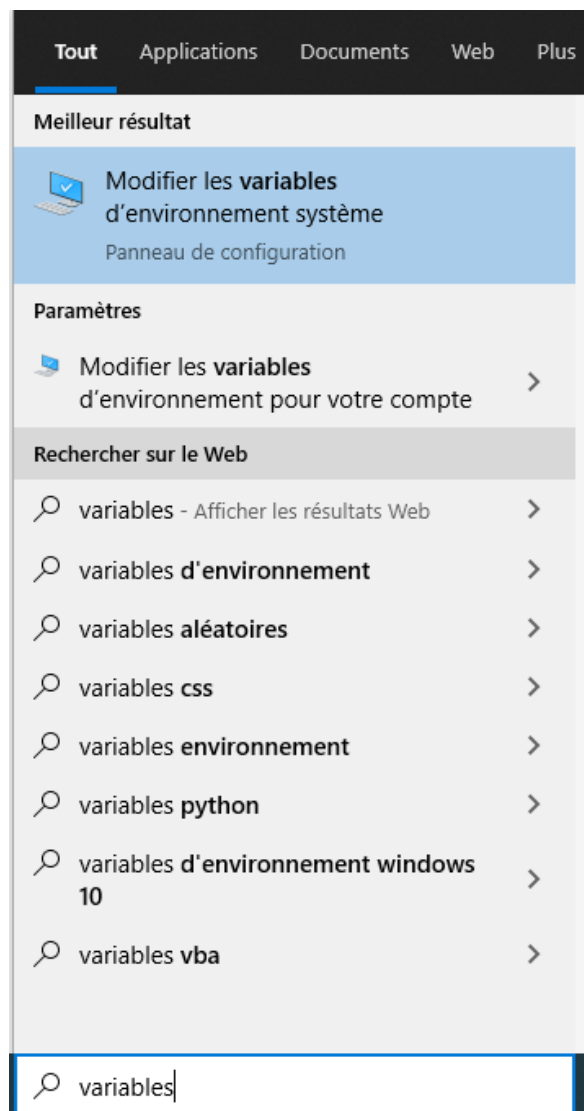 Tout Applications Documents Web Plus
Meilleur résultat
Modifier les variables
d’environnement système
Panneau de configuration
Paramètres
Modifier les variables
d’environnement pour votre compte
Rechercher sur le Web
variables - Afficher les résultats Web
variables d'environnement
variables aléatoires
variables css
variables environnement
variables python
variables d'environnement windows
10
variables vba
variables